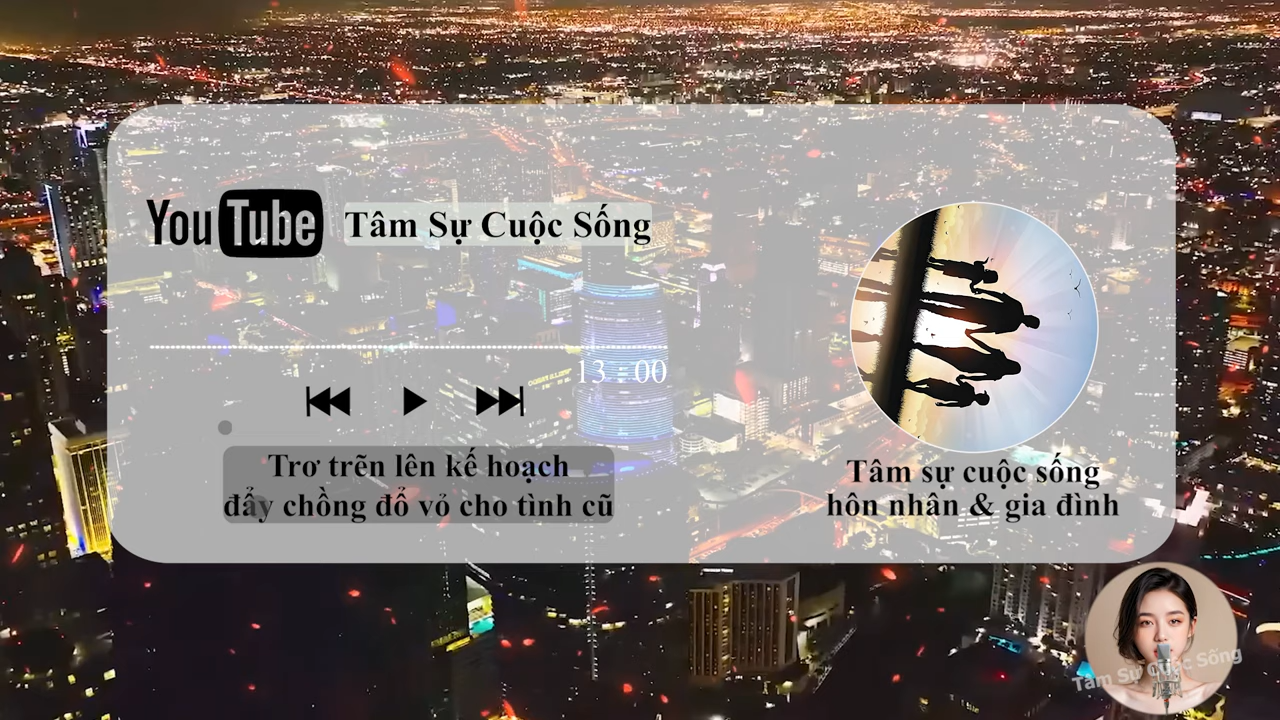 YouTube Tâm Sự Cuộc Sống
13 : 00
Trơ trẽn lên kế hoạch
đẩy chồng đổ vỏ cho tình cũ
Tâm sự cuộc sống
hôn nhân & gia đình
Tâm Sự Cuộc Sống